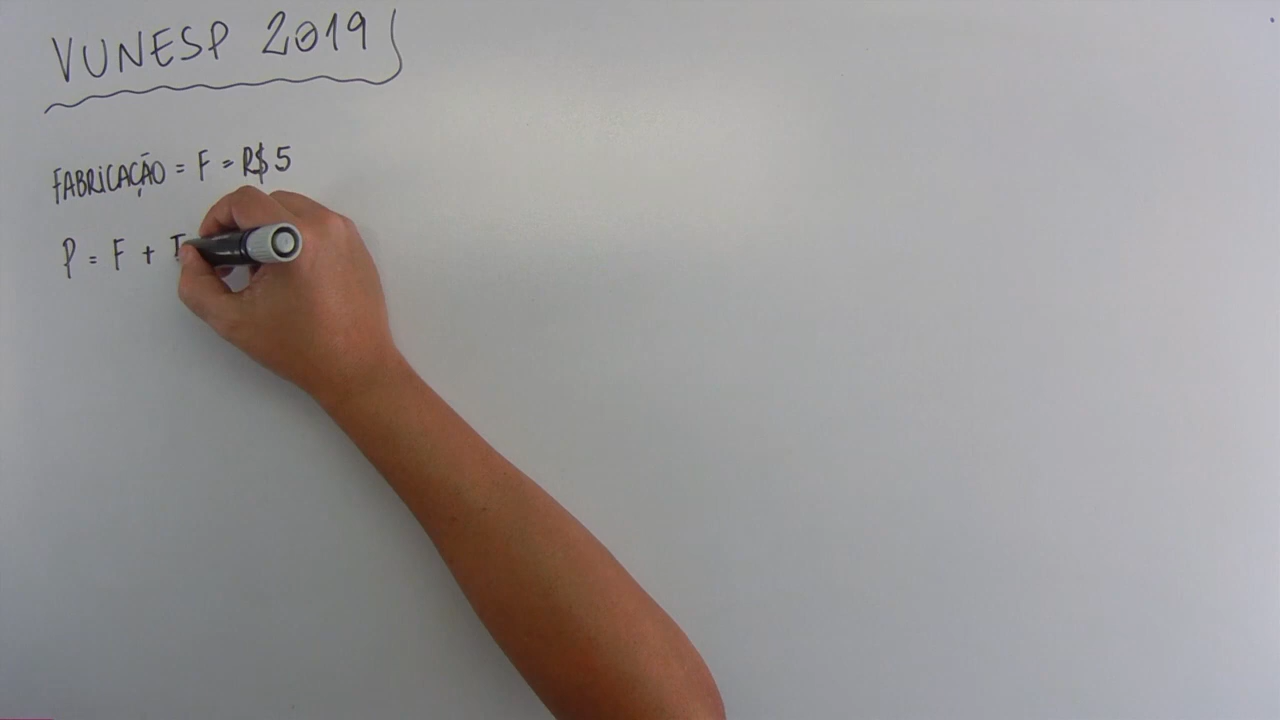 VUNESP 2019
FABRICAÇÃO = F = R$ 5
P = F +